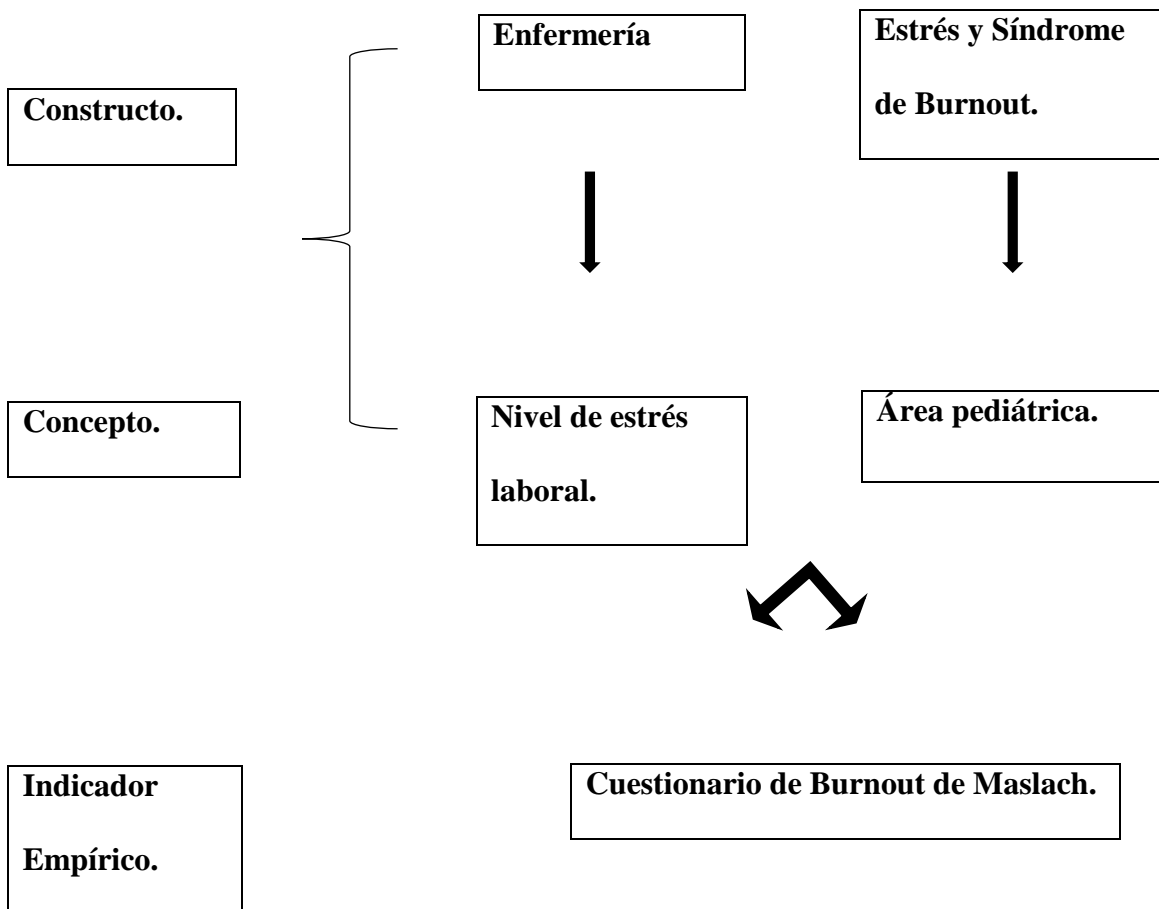 Enfermería
Estrés y Síndrome
de Burnout.
Constructo.
Concepto.
Nivel de estrés
laboral.
Área pediátrica.
Indicador
Empírico.
Cuestionario de Burnout de Maslach.